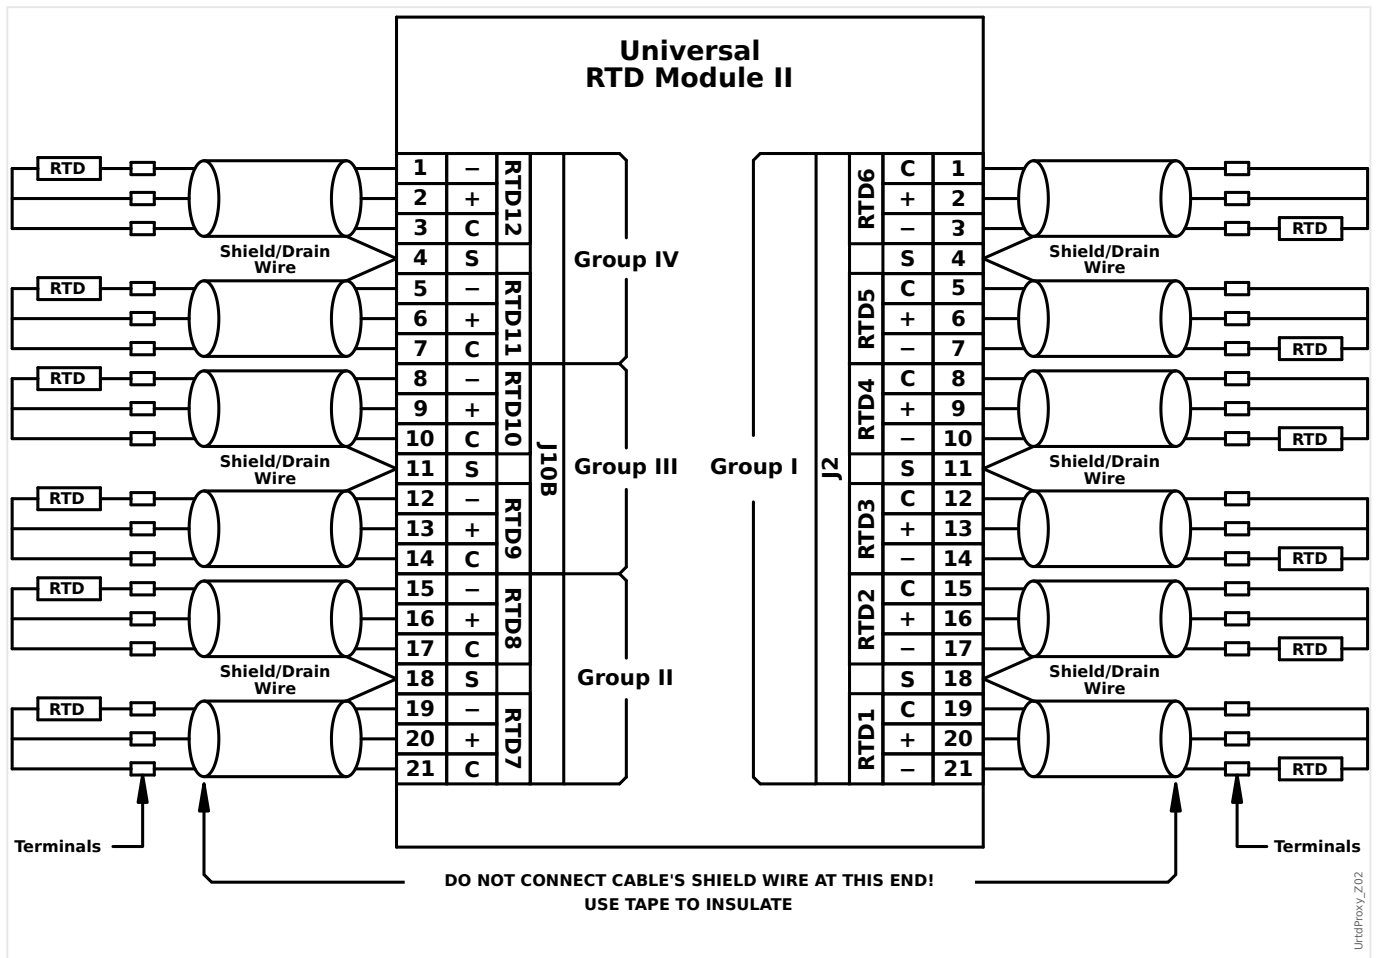 Universal
RTD Module II
RTD 1 − RTD12 RTD6 C 1
2 + + 2
3 C − 3 RTD
Shield/Drain
Wire
4 S Group IV S 4
Shield/Drain
Wire
RTD 5 − RTD11 RTD5 C 5
6 + + 6
7 C − 7 RTD
RTD 8 − RTD10 RTD4 C 8
9 + + 9
10 C − 10 RTD
Shield/Drain
Wire
11 S J10B Group III Group I J2 S 11
Shield/Drain
Wire
RTD 12 − RTD9 RTD3 C 12
13 + + 13
14 C − 14 RTD
RTD 15 − RTD8 RTD2 C 15
16 + + 16
17 C − 17 RTD
Shield/Drain
Wire
18 S Group II S 18
Shield/Drain
Wire
RTD 19 − RTD7 RTD1 C 19
20 + + 20
21 C − 21 RTD
Terminals
Terminals
DO NOT CONNECT CABLE'S SHIELD WIRE AT THIS END!
USE TAPE TO INSULATE
UrtdProxy_Z02